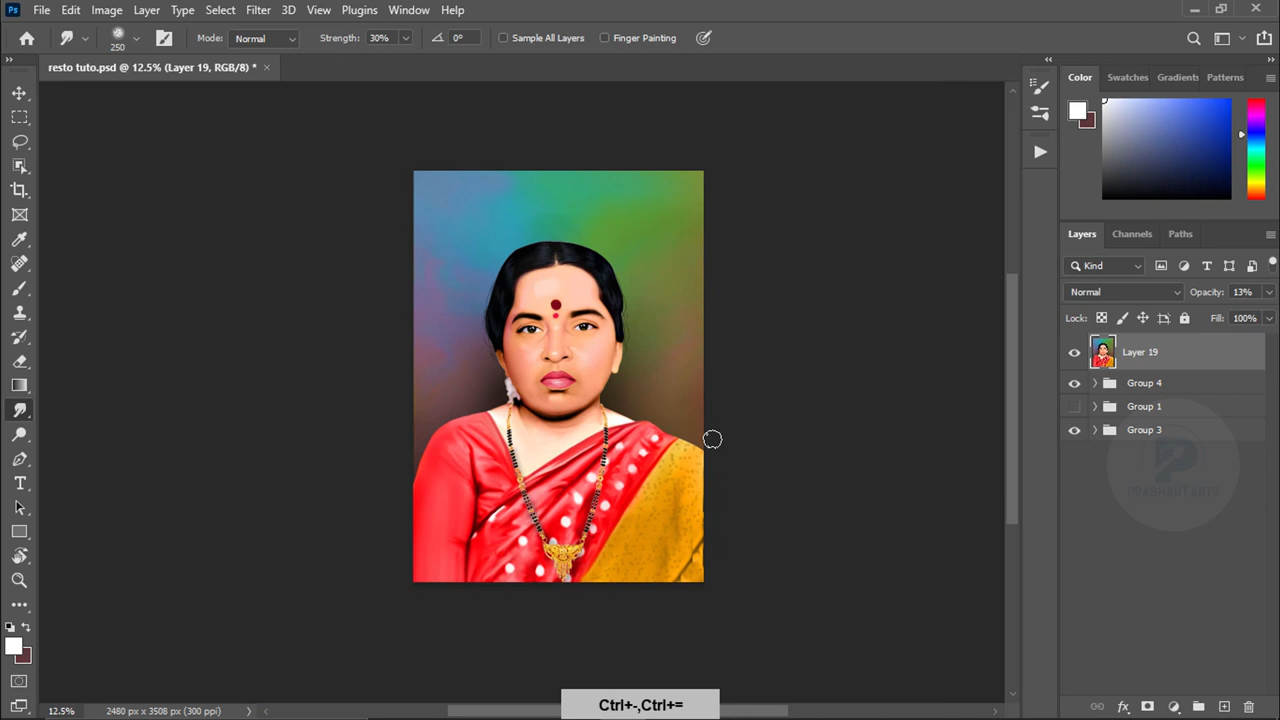 Ps File Edit Image Layer Type Select Filter 3D View Plugins Window Help
250 Mode: Normal Strength: 30% 0° Sample All Layers Finger Painting
resto tuto.psd @ 12.5% (Layer 19, RGB/8) * ×
Color Swatches Gradients Patterns
Layers Channels Paths
Kind
Normal Opacity: 13%
Lock: Fill: 100%
Layer 19
Group 4
Group 1
Group 3
PRASHANTARTS
Ctrl+-,Ctrl+=
12.5% 2480 px x 3508 px (300 ppi)